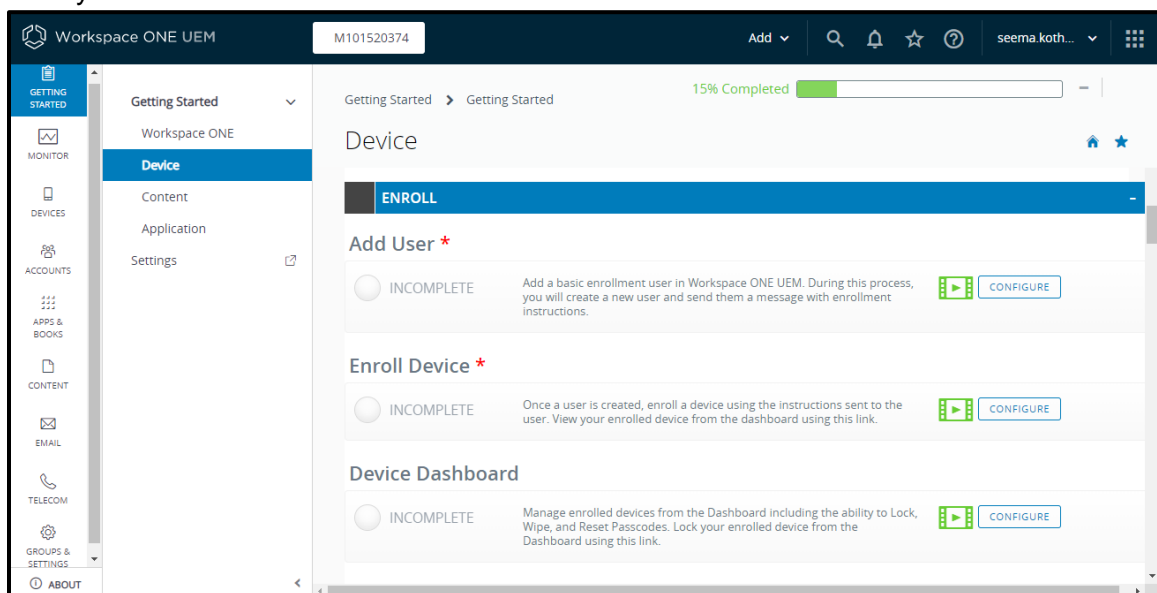 Workspace ONE UEM
M101520374
Add
seema.koth...
GETTING
STARTED
MONITOR
DEVICES
ACCOUNTS
APPS &
BOOKS
CONTENT
EMAIL
TELECOM
GROUPS &
SETTINGS
ABOUT
Getting Started
Workspace ONE
Device
Content
Application
Settings
Getting Started > Getting Started
15% Completed
Device
ENROLL
Add User *
INCOMPLETE
Add a basic enrollment user in Workspace ONE UEM. During this process,
you will create a new user and send them a message with enrollment
instructions.
CONFIGURE
Enroll Device *
INCOMPLETE
Once a user is created, enroll a device using the instructions sent to the
user. View your enrolled device from the dashboard using this link.
CONFIGURE
Device Dashboard
INCOMPLETE
Manage enrolled devices from the Dashboard including the ability to Lock,
Wipe, and Reset Passcodes. Lock your enrolled device from the
Dashboard using this link.
CONFIGURE